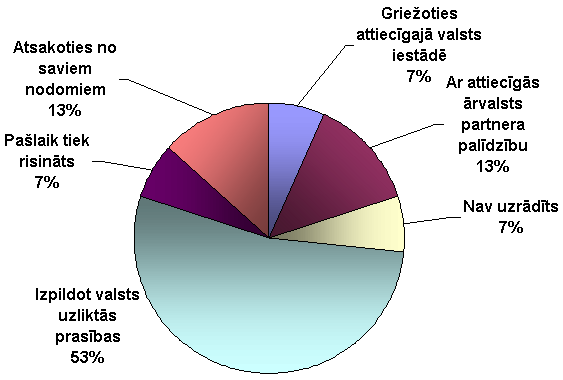 Griežoties
attiecīgajā valsts
iestādē
7%
Ar attiecīgās
ārvalsts
partnera
palīdzību
13%
Nav uzrādīts
7%
Izpildot valsts
uzliktās
prasības
53%
Pašlaik tiek
risināts
7%
Atsakoties no
saviem
nodomiem
13%